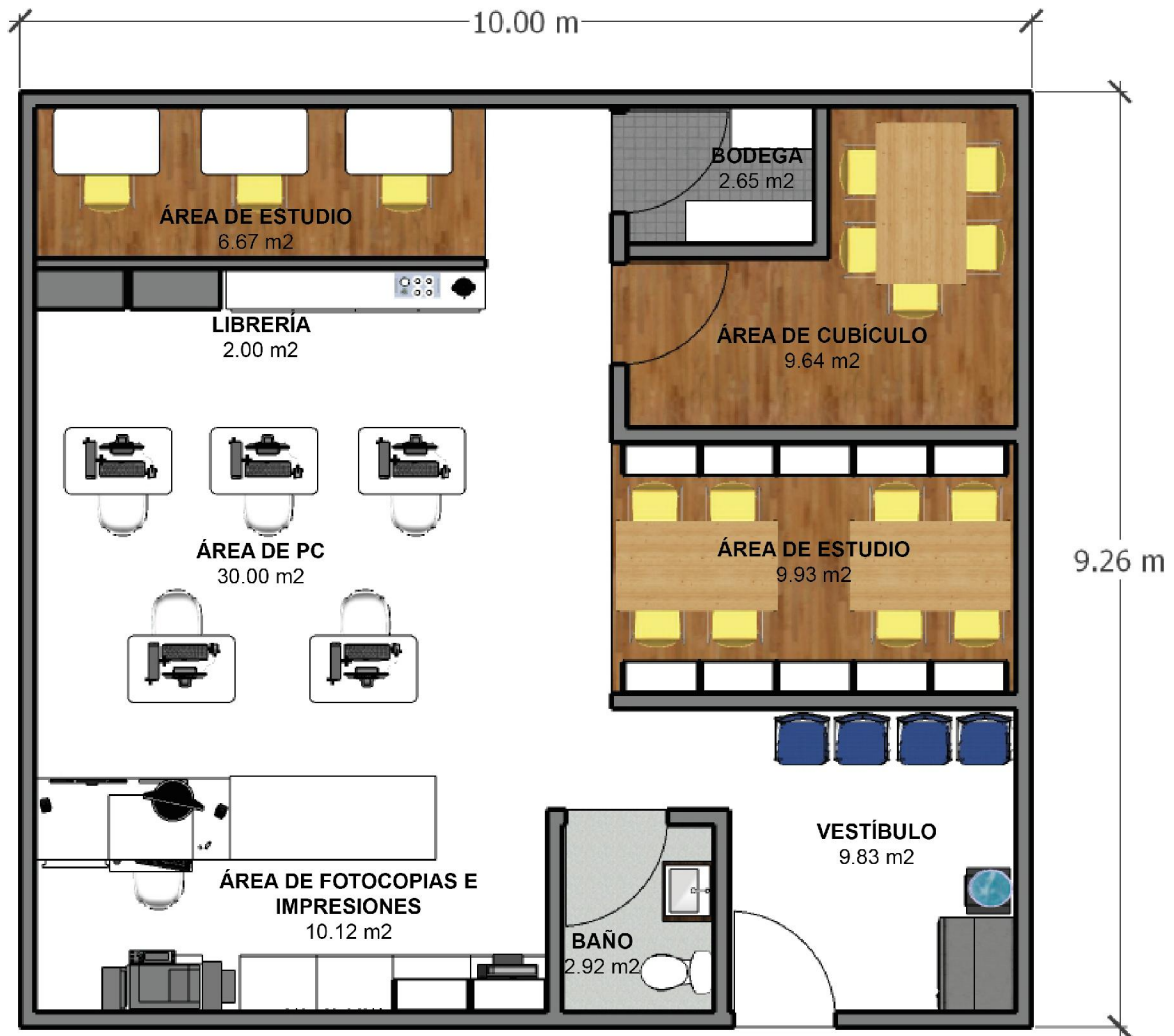 10.00 m
BODEGA
2.65 m2
ÁREA DE ESTUDIO
6.67 m2
LIBRERÍA
2.00 m2
ÁREA DE CUBÍCULO
9.64 m2
ÁREA DE PC
30.00 m2
ÁREA DE ESTUDIO
9.93 m2
9.26 m
VESTÍBULO
9.83 m2
ÁREA DE FOTOCOPIAS E
IMPRESIONES
10.12 m2
BAÑO
2.92 m2